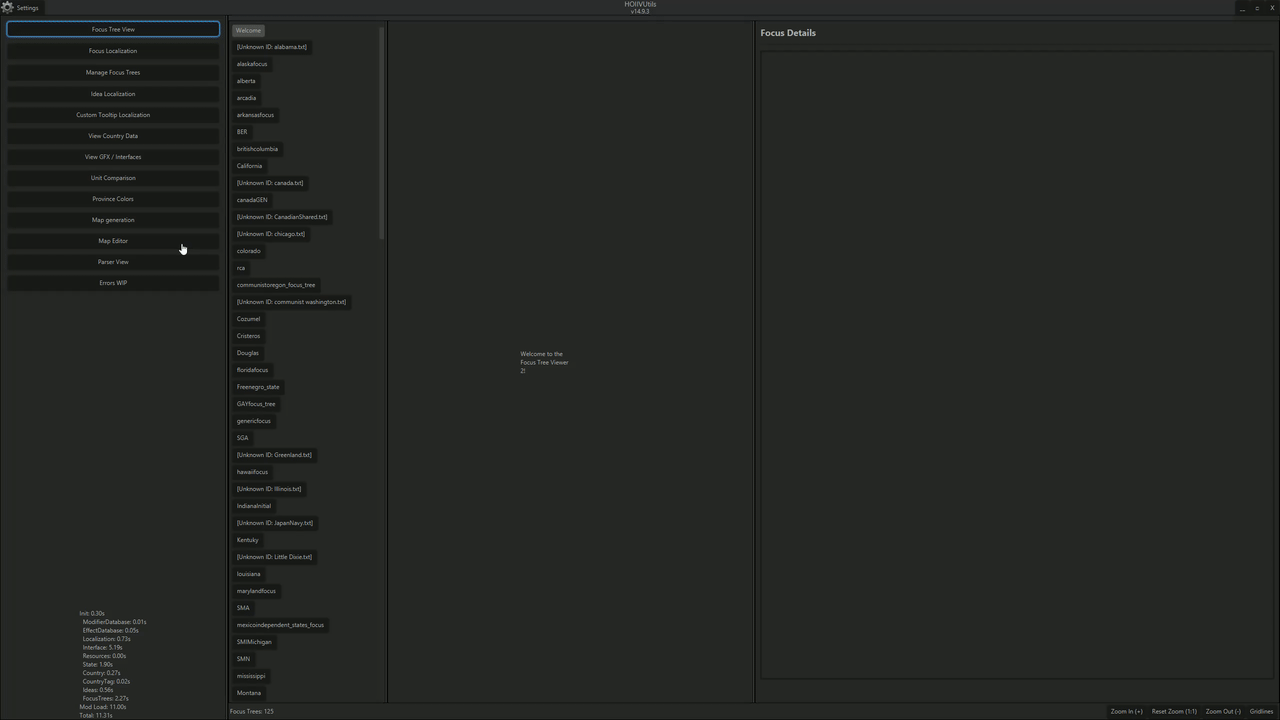 Settings
HOIIVUtils
v14.9.3
Focus Tree View
Focus Localization
Manage Focus Trees
Idea Localization
Custom Tooltip Localization
View Country Data
View GFX / Interfaces
Unit Comparison
Province Colors
Map generation
Map Editor
Parser View
Errors WIP
Init: 0.30s
ModifierDatabase: 0.01s
EffectDatabase: 0.05s
Localization: 0.73s
Interface: 5.19s
Resources: 0.00s
State: 1.90s
Country: 0.27s
CountryTag: 0.02s
Ideas: 0.56s
FocusTrees: 2.27s
Mod Load: 11.00s
Total: 11.31s
Welcome
[Unknown ID: alabama.txt]
alaskafocus
alberta
arcadia
arkansasfocus
BER
britishcolumbia
California
[Unknown ID: canada.txt]
canadaGEN
[Unknown ID: CanadianShared.txt]
[Unknown ID: chicago.txt]
colorado
rca
communistoregon_focus_tree
[Unknown ID: communist washington.txt]
Cozumel
Cristeros
Douglas
floridafocus
Freenegro_state
GAYfocus_tree
genericfocus
SGA
[Unknown ID: Greenland.txt]
hawaiifocus
[Unknown ID: Illinois.txt]
IndianaInitial
[Unknown ID: JapanNavy.txt]
Kentuky
[Unknown ID: Little Dixie.txt]
louisiana
marylandfocus
SMA
mexicoindependent_states_focus
SMIMichigan
SMN
mississippi
Montana
Focus Trees: 125
Welcome to the
Focus Tree Viewer
2!
Focus Details
Zoom In (+)
Reset Zoom (1:1)
Zoom Out (-)
Gridlines